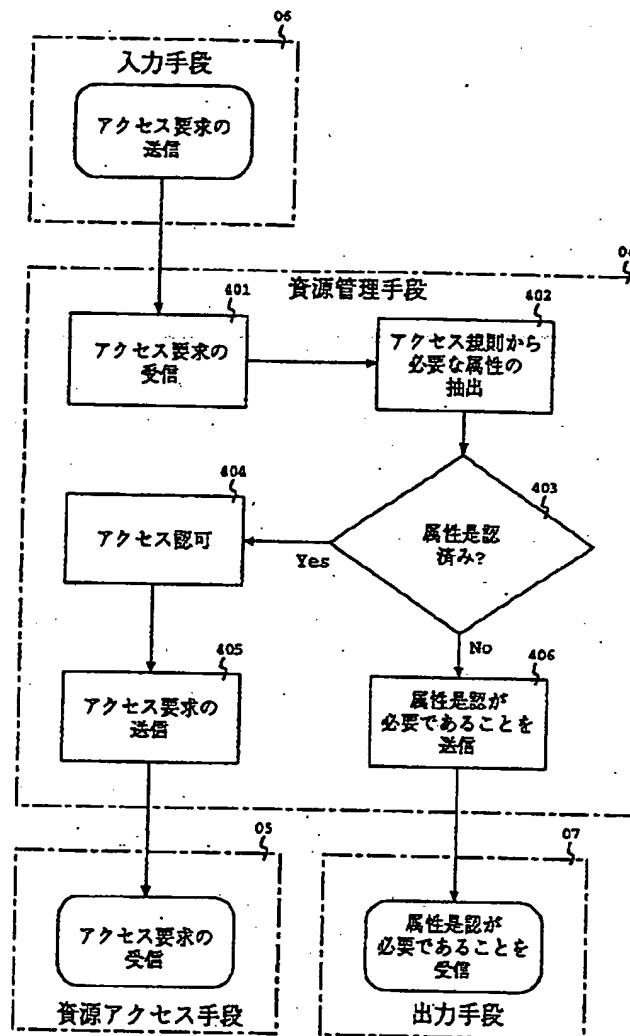 06
入力手段
アクセス要求の
送信
04
資源管理手段
401
アクセス要求の
受信
402
アクセス規則から
必要な属性の
抽出
403
属性是認
済み?
Yes
No
404
アクセス認可
405
アクセス要求の
送信
406
属性是認が
必要であることを
送信
05
アクセス要求の
受信
資源アクセス手段
07
属性是認が
必要であることを
受信
出力手段